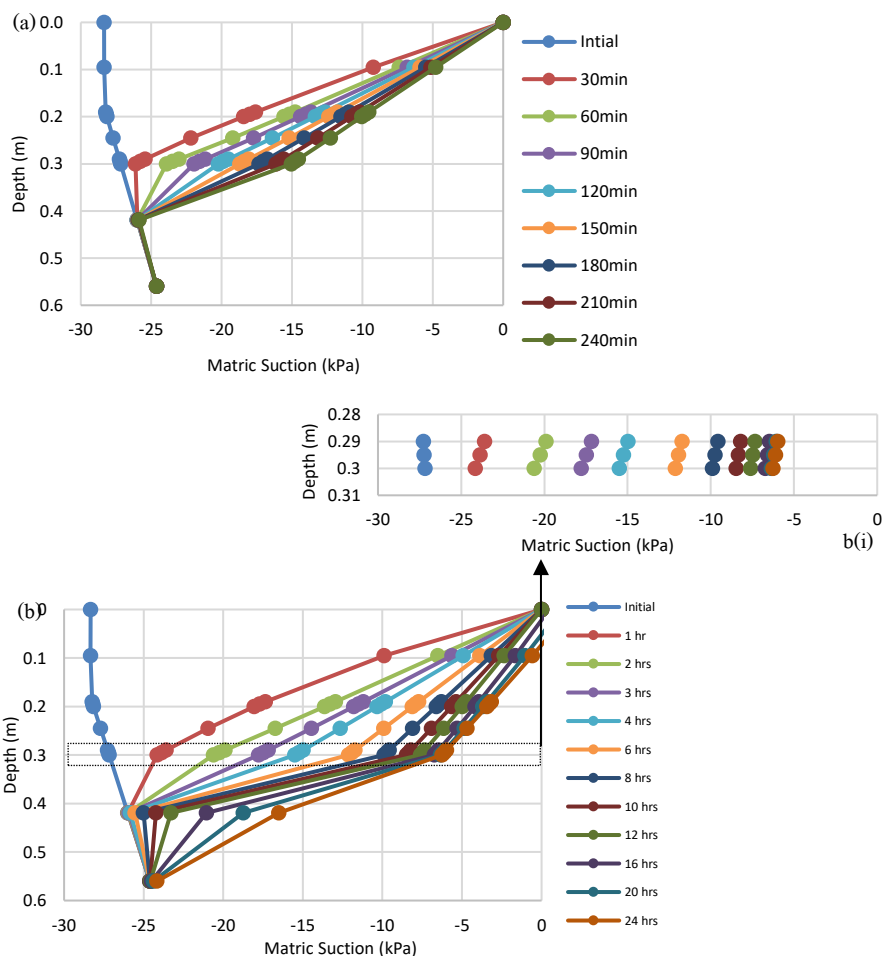 (a)
0.0
0.1
0.2
0.3
0.4
0.5
0.6
Depth (m)
-30 -25 -20 -15 -10 -5 0
Matric Suction (kPa)
Intial
30min
60min
90min
120min
150min
180min
210min
240min
0.28
0.29
0.3
0.31
Depth (m)
-30 -25 -20 -15 -10 -5 0
Matric Suction (kPa)
b(i)
(b)
0
0.1
0.2
0.3
0.4
0.5
0.6
Depth (m)
-30 -25 -20 -15 -10 -5 0
Matric Suction (kPa)
Initial
1 hr
2 hrs
3 hrs
4 hrs
6 hrs
8 hrs
10 hrs
12 hrs
16 hrs
20 hrs
24 hrs